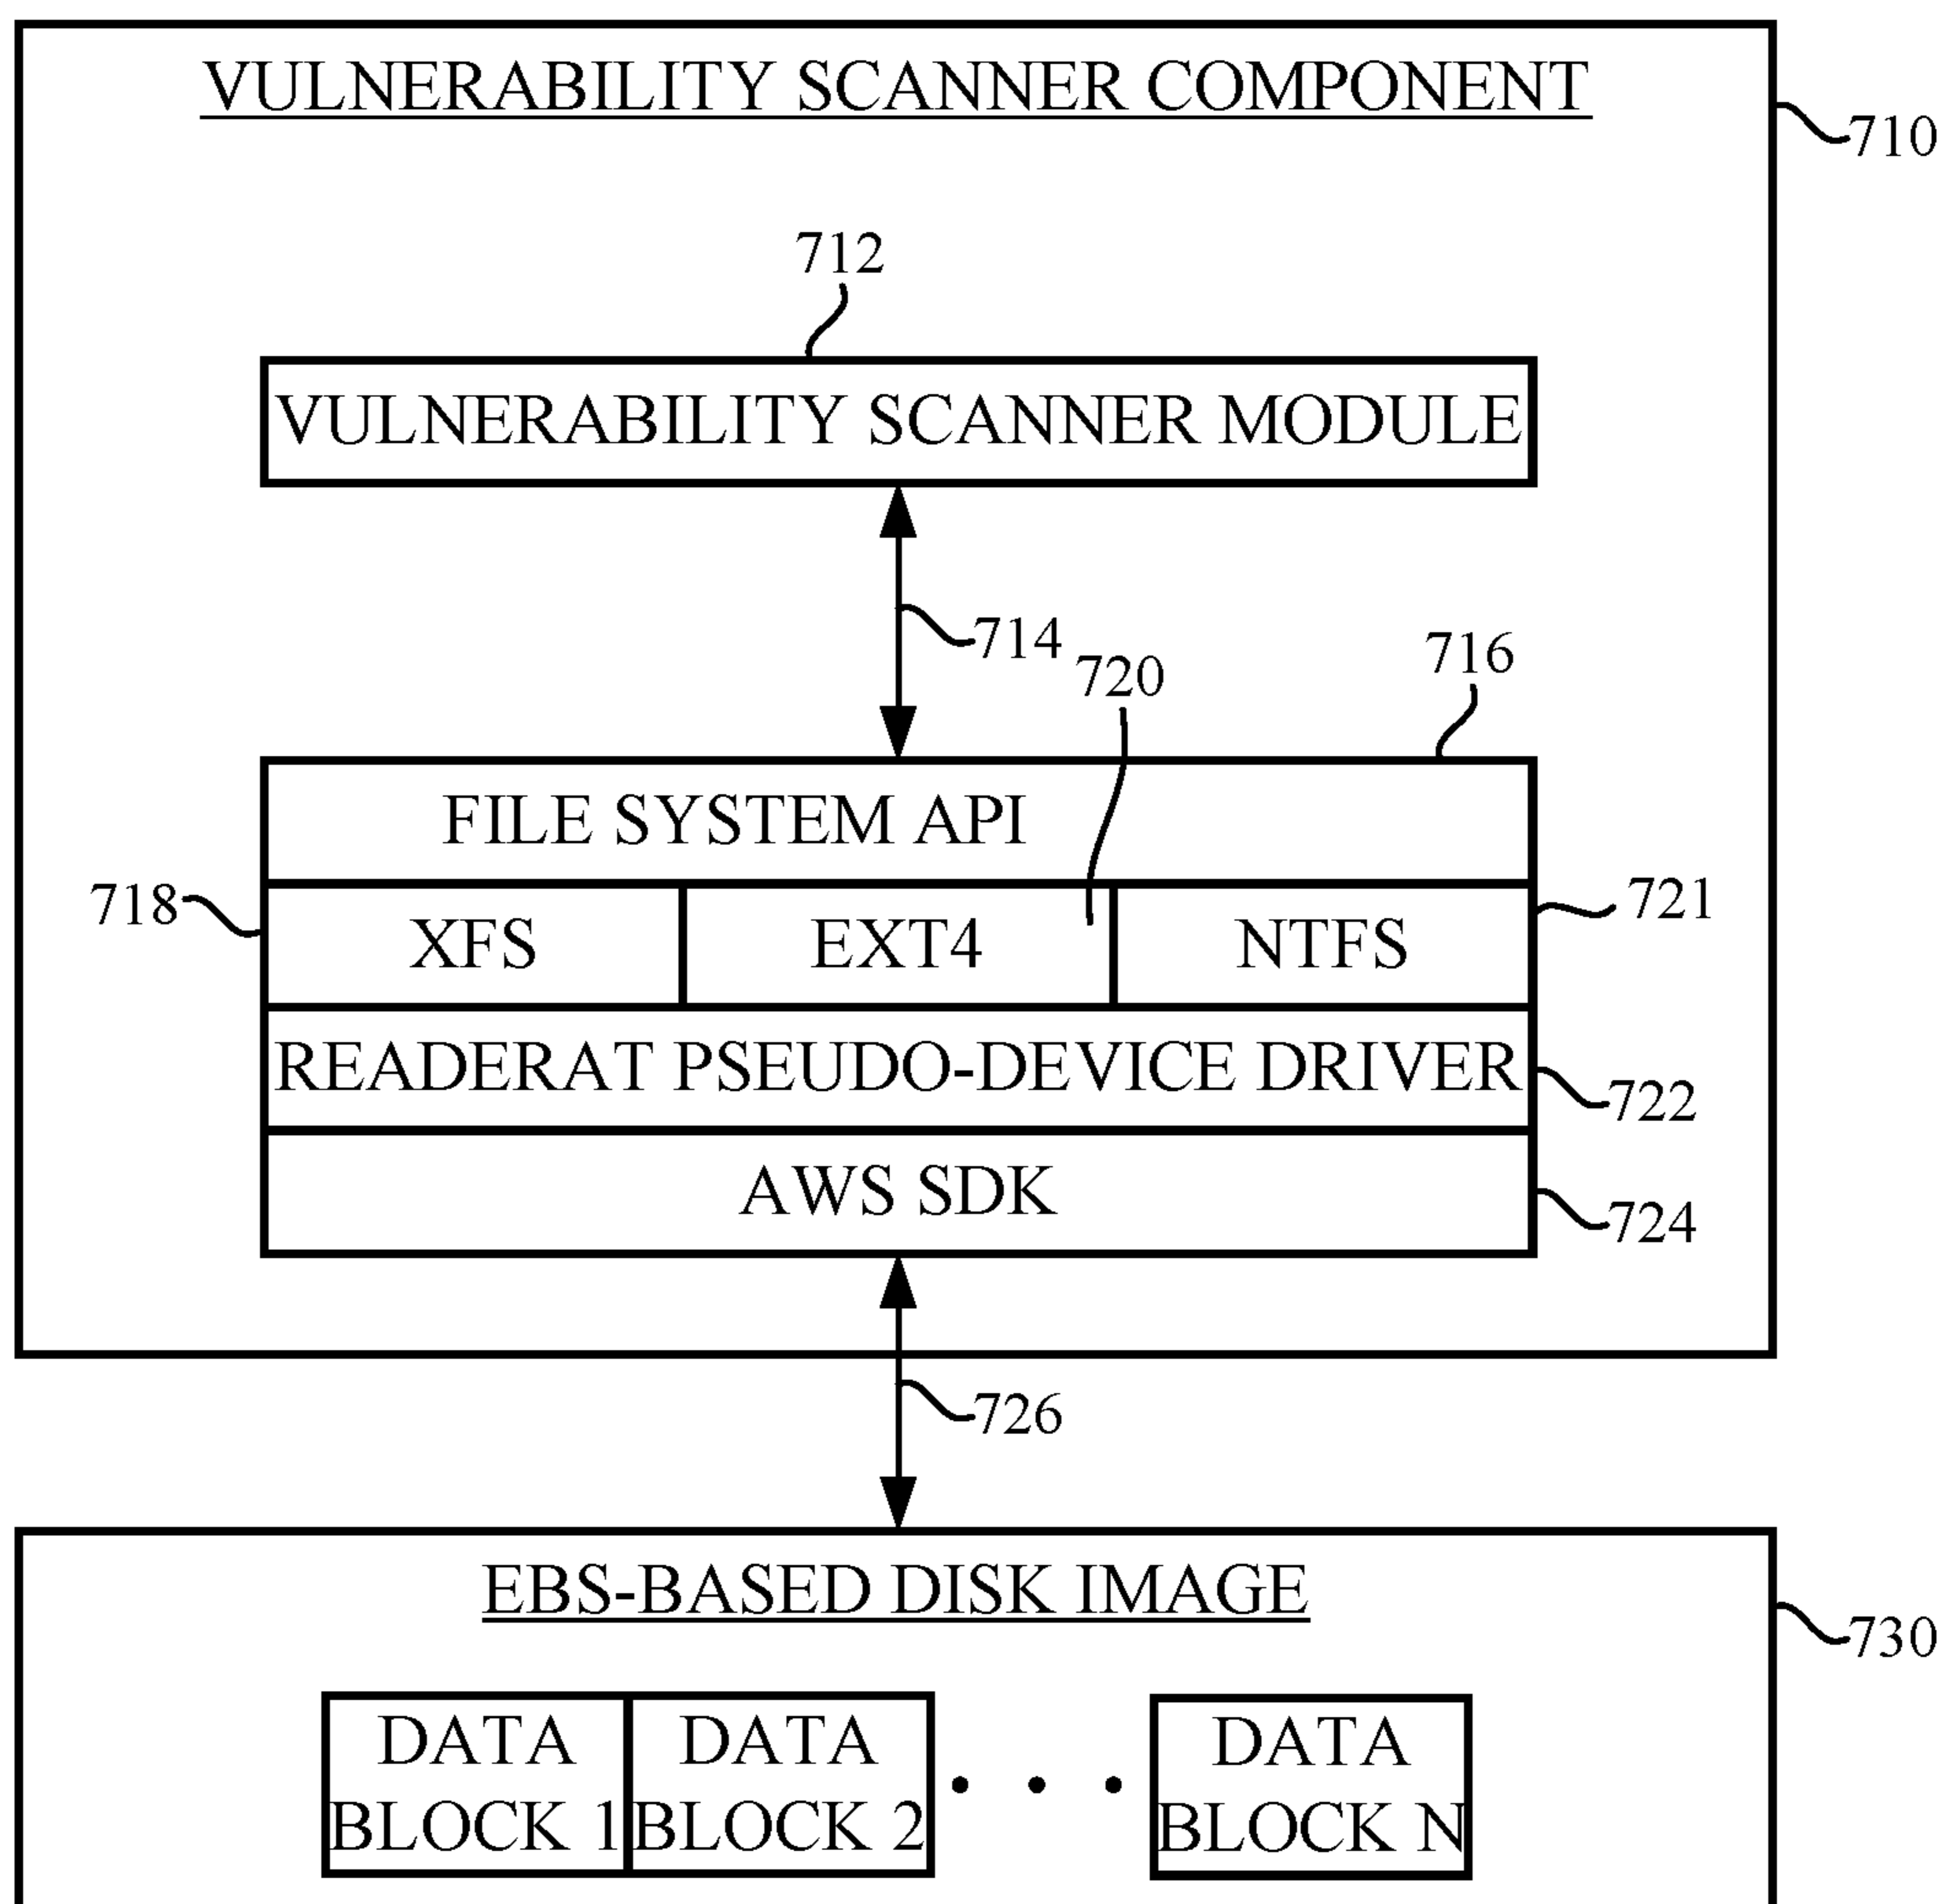 VULNERABILITY SCANNER COMPONENT
710
712
VULNERABILITY SCANNER MODULE
714
720
716
FILE SYSTEM API
718
XFS
EXT4
NTFS
721
READERAT PSEUDO-DEVICE DRIVER
722
AWS SDK
724
726
EBS-BASED DISK IMAGE
730
DATA
BLOCK 1
DATA
BLOCK 2
DATA
BLOCK N